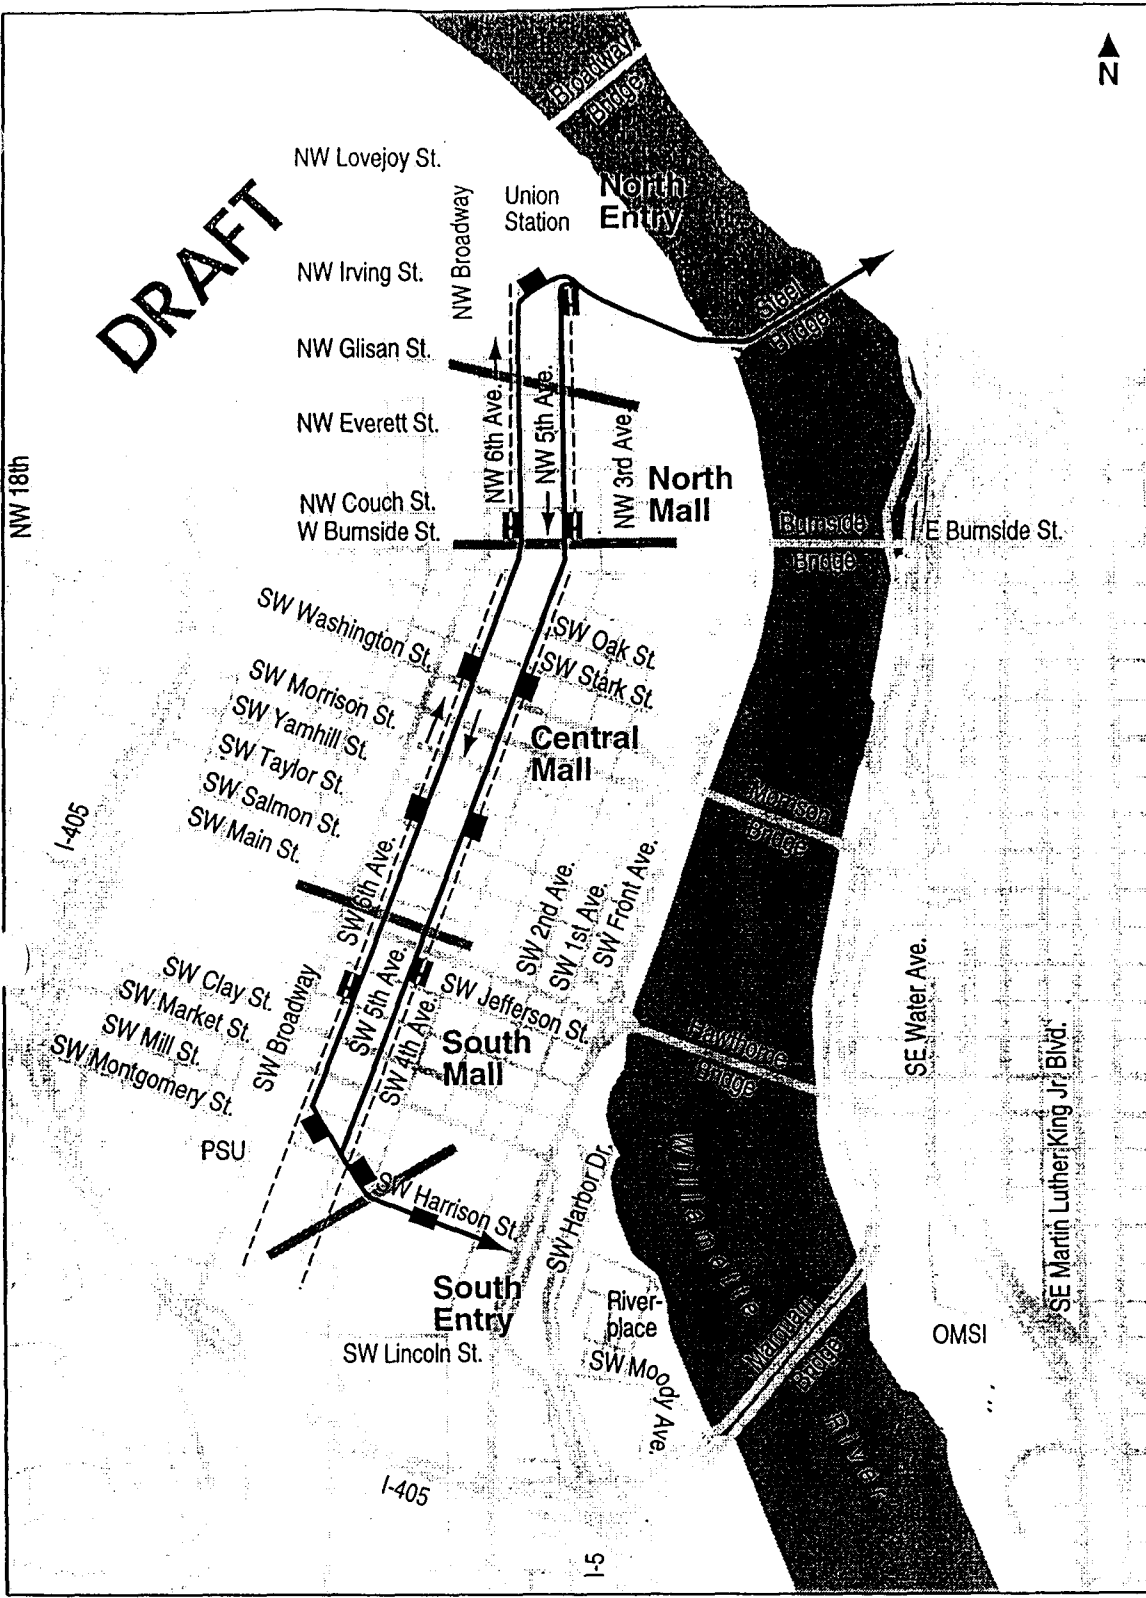 N
Broadway
Bridge
NW Lovejoy St.
DRAFT
NW Broadway
Union
Station
North
Entry
NW Irving St.
H
Steel
Bridge
NW Glisan St.
NW 6th Ave.
NW 5th Ave.
NW Everett St.
NW 3rd Ave.
NW 18th
North
Mall
NW Couch St.
W Burnside St.
H
H
Burnside
Bridge
E Burnside St.
SW Washington St.
SW Oak St.
SW Stark St.
SW Morrison St.
SW Yamhill St.
SW Taylor St.
SW Salmon St.
SW Main St.
Central
Mall
Morrison
Bridge
I-405
SW 6th Ave.
SW 2nd Ave.
SW 1st Ave.
SW Front Ave.
SW Clay St.
SW Market St.
SW Mill St.
SW Montgomery St.
SW Broadway
H
SW 5th Ave.
H
SW 4th Ave.
SW Jefferson St.
South
Mall
Hawthorne
Bridge
SE Water Ave.
SE Martin Luther King Jr. Blvd.
PSU
SW Harrison St.
SW Harbor Dr.
Willamette
River
South
Entry
River-
place
Marquam
Bridge
OMSI
SW Lincoln St.
SW Moody Ave.
I-405
I-5